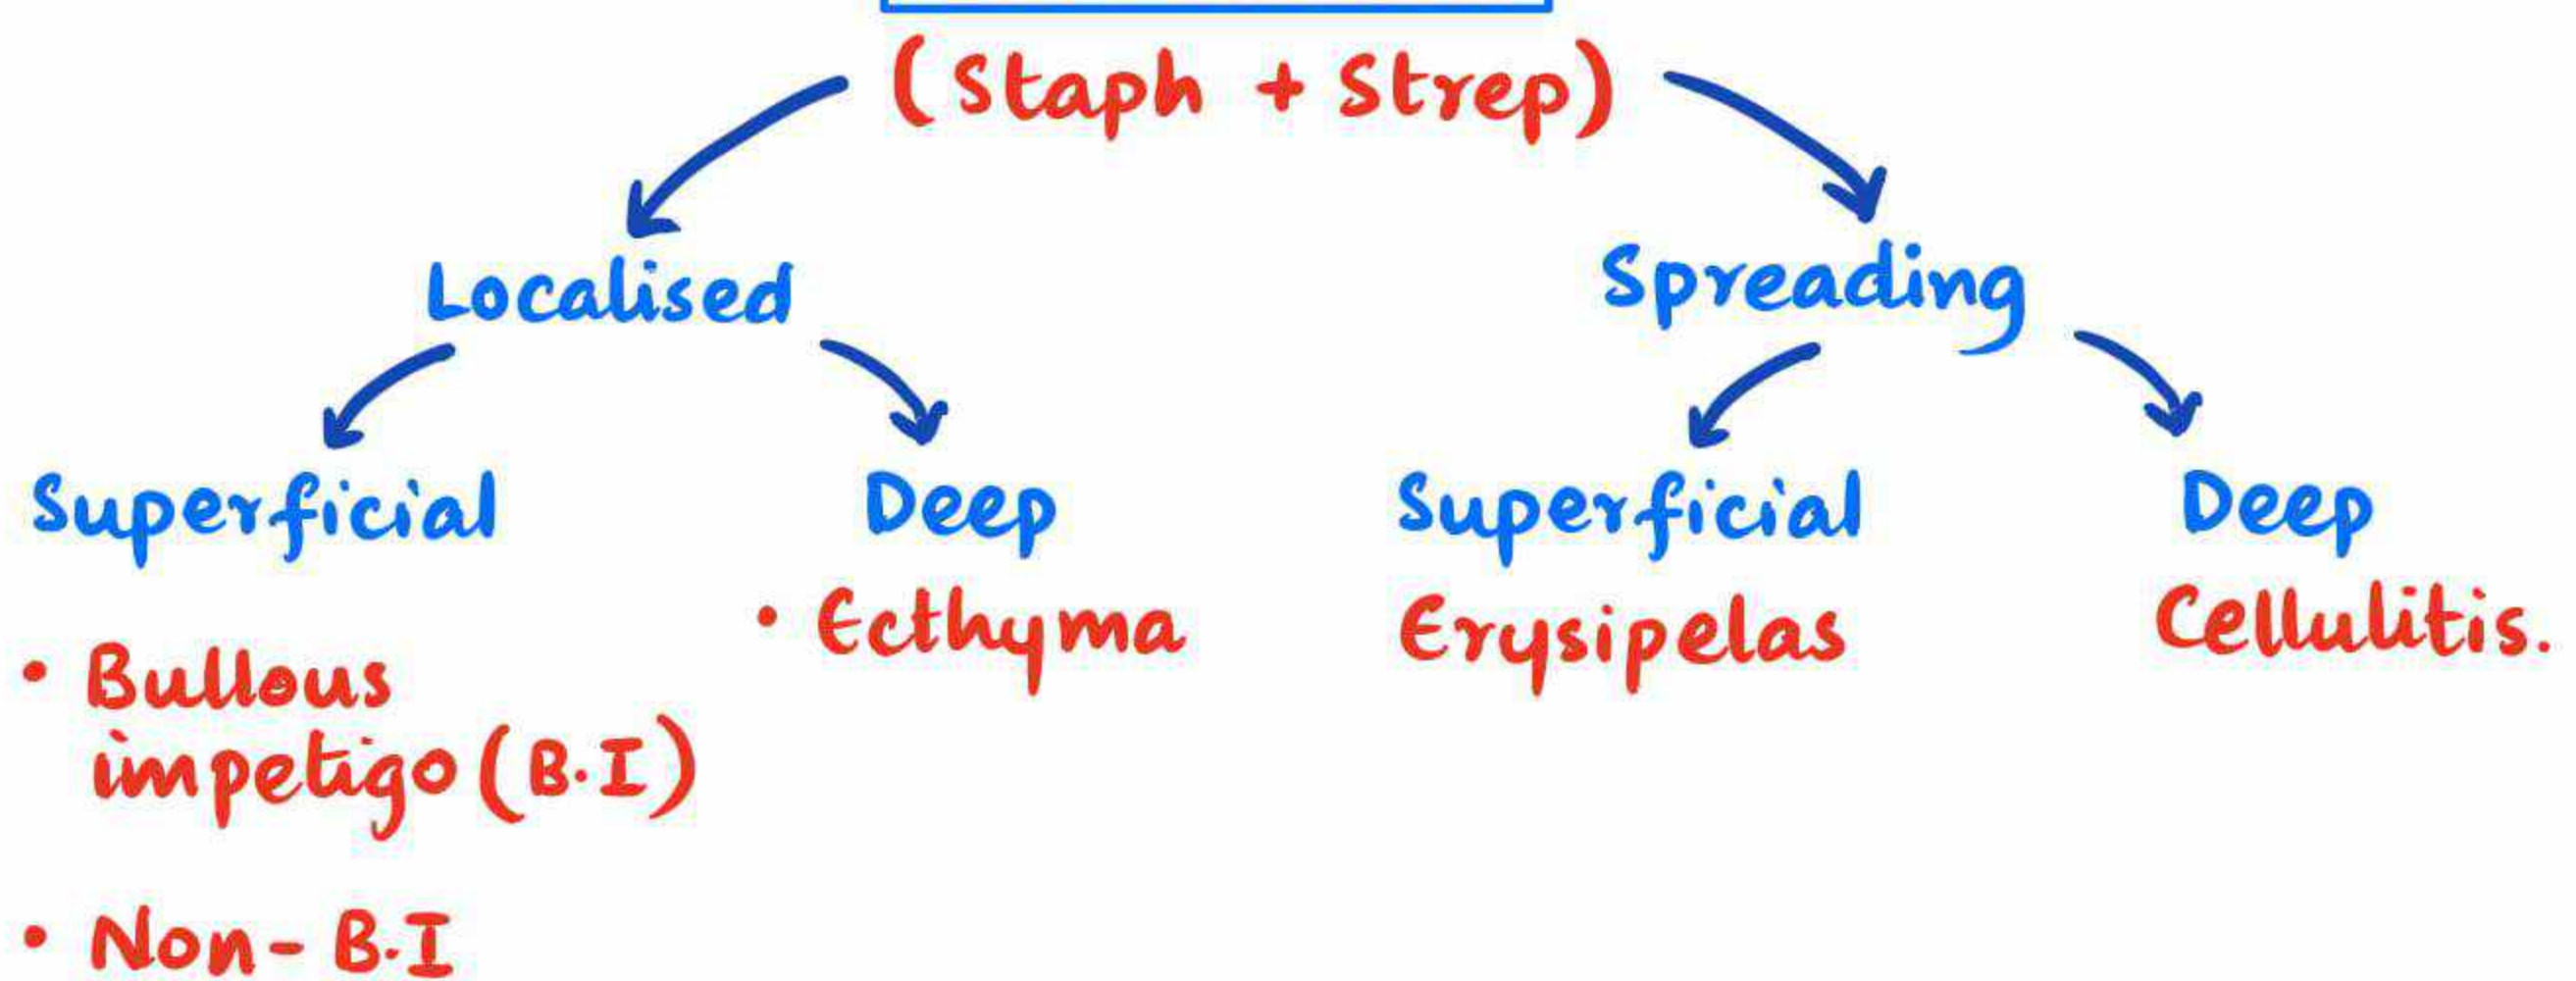 (Staph + Strep)
Localised
Spreading
Superficial
Deep
Superficial
Deep
• Bullous
impetigo (B.I)
• Non- B.I
• Ecthyma
Erysipelas
Cellulitis.